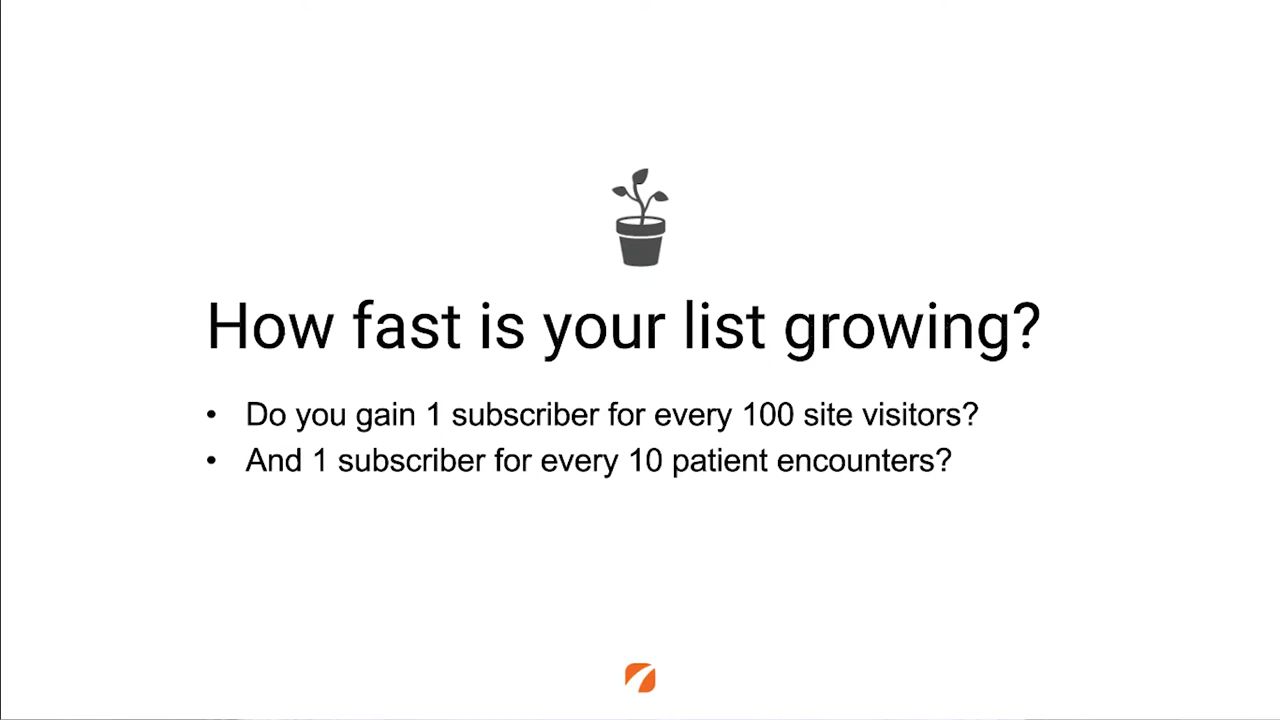 How fast is your list growing?
• Do you gain 1 subscriber for every 100 site visitors?
• And 1 subscriber for every 10 patient encounters?